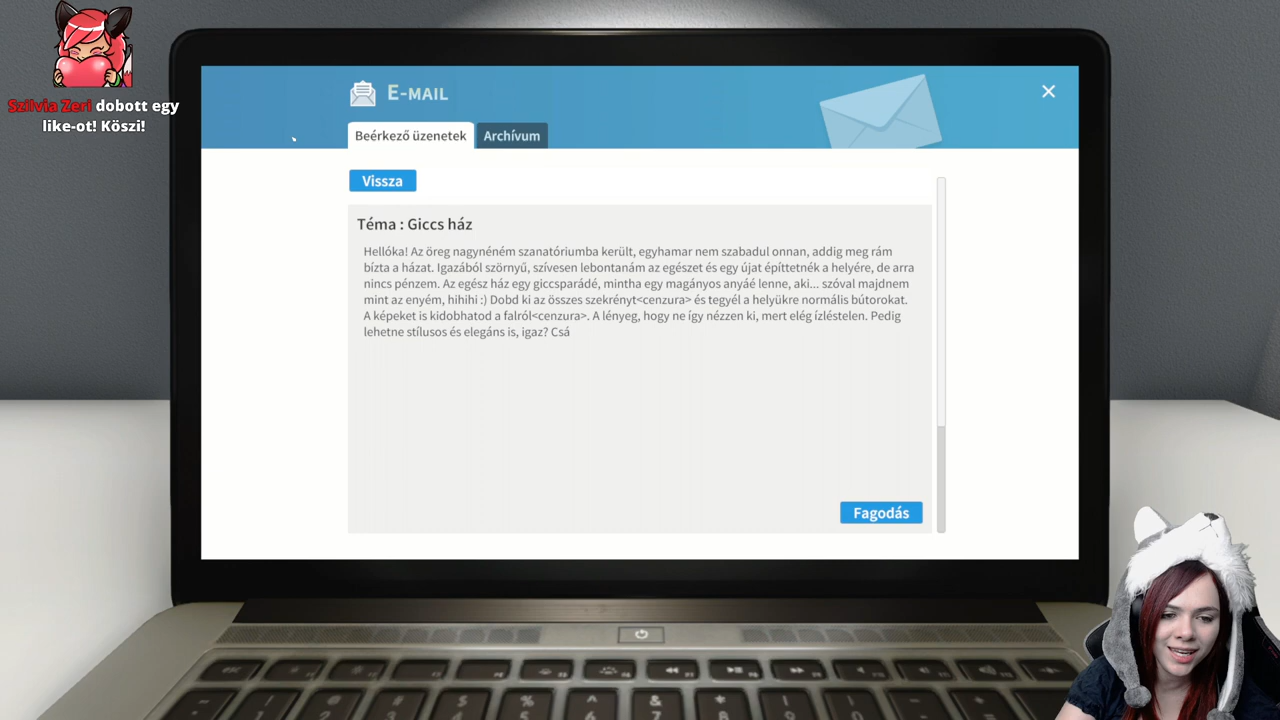 Szilvia Zeri dobott egy
like-ot! Köszi!
E-MAIL
Beérkező üzenetek
Archívum
Vissza
Téma : Giccs ház
Hellóka! Az öreg nagynéném szanatóriumba került, egyhamar nem szabadul onnan, addig meg rám
bízta a házat. Igazából szörnyű, szívesen lebontanám az egészet és egy újat építtetnék a helyére, de arra
nincs pénzem. Az egész ház egy giccsparádé, mintha egy magányos anyáé lenne, aki... szóval majdnem
mint az enyém, hihihi :) Dobd ki az összes szekrényt<cenzura> és tegyél a helyükre normális bútorokat.
A képeket is kidobhatod a falról<cenzura>. A lényeg, hogy ne így nézzen ki, mert elég ízléstelen. Pedig
lehetne stílusos és elegáns is, igaz? Csá
Fagodás